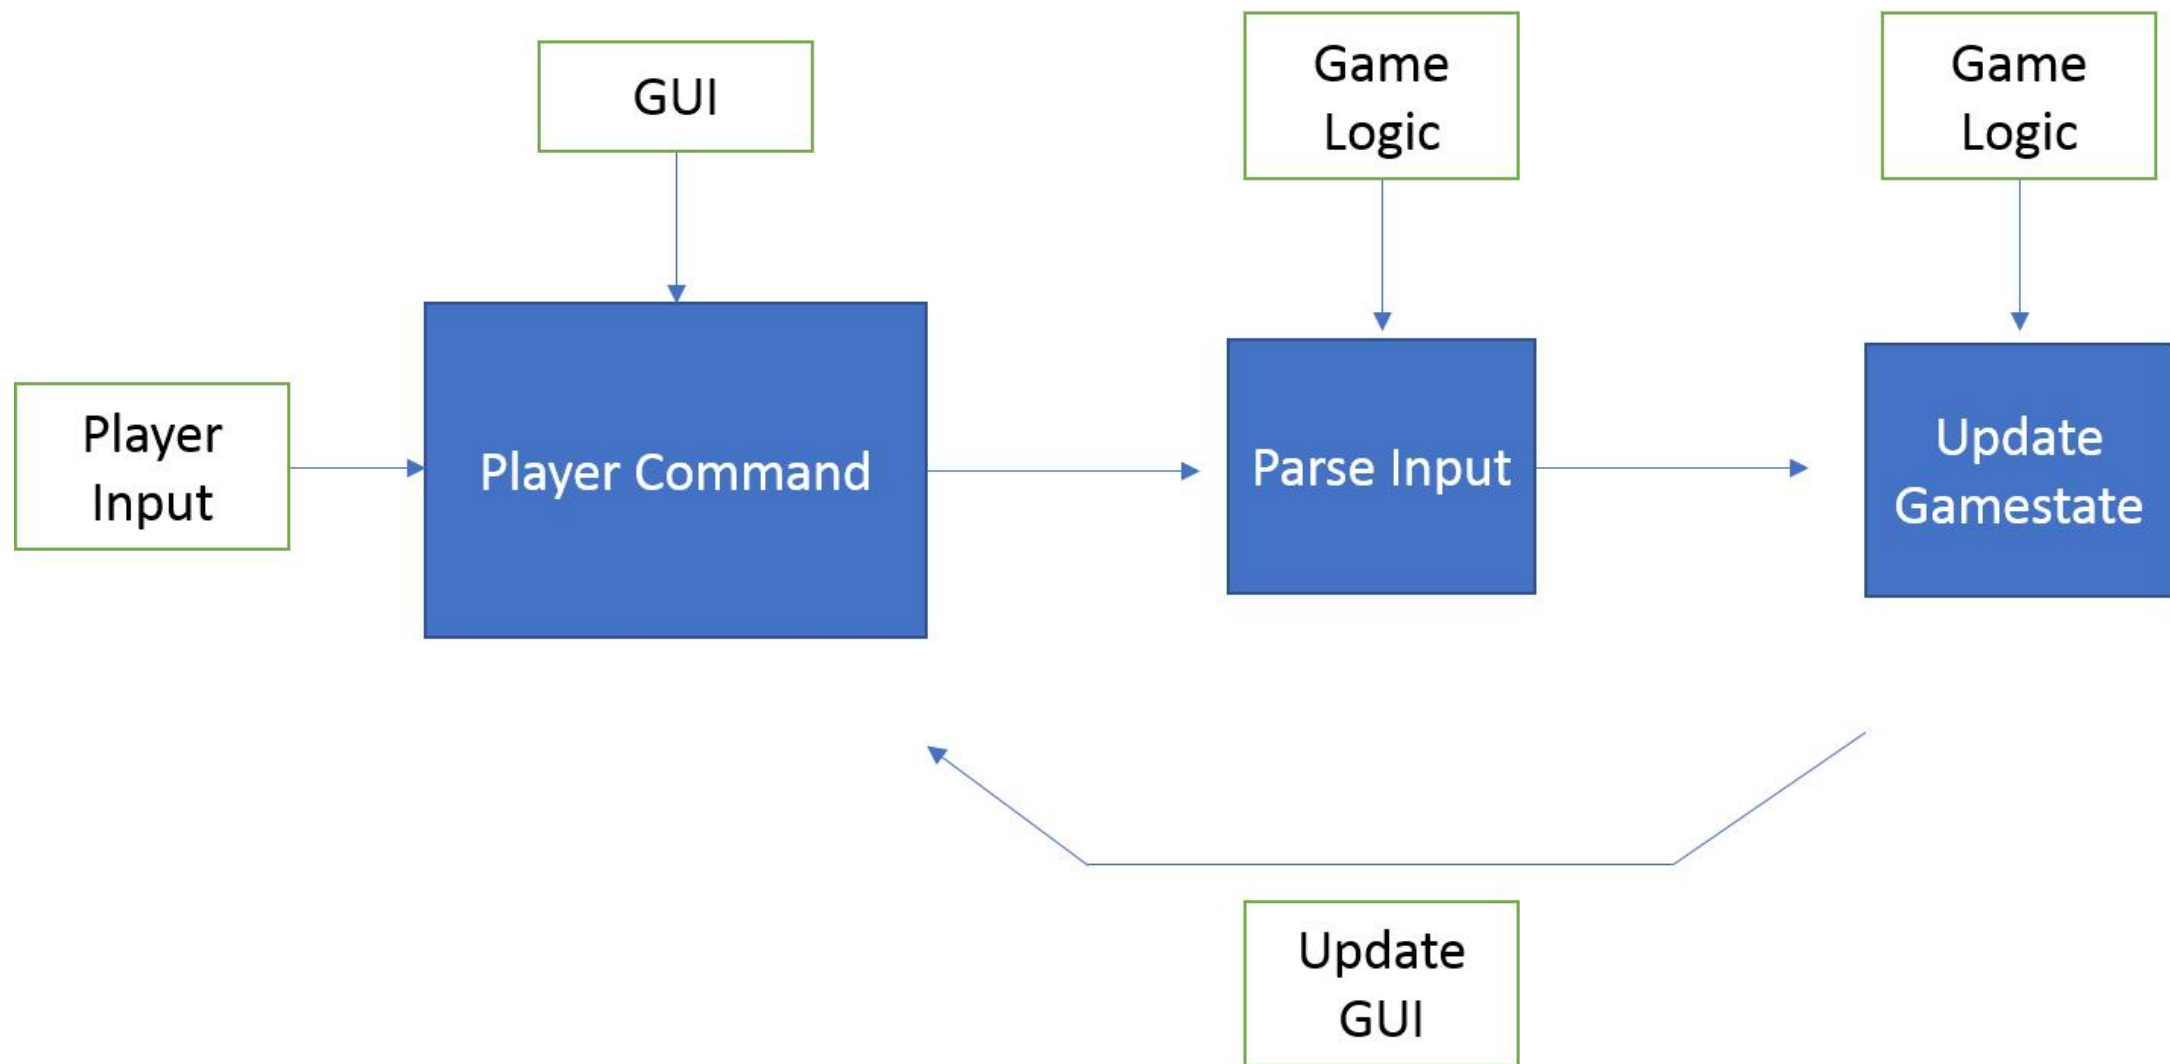 GUI
Game
Logic
Game
Logic
Player
Input
Player Command
Parse Input
Update
Gamestate
Update
GUI